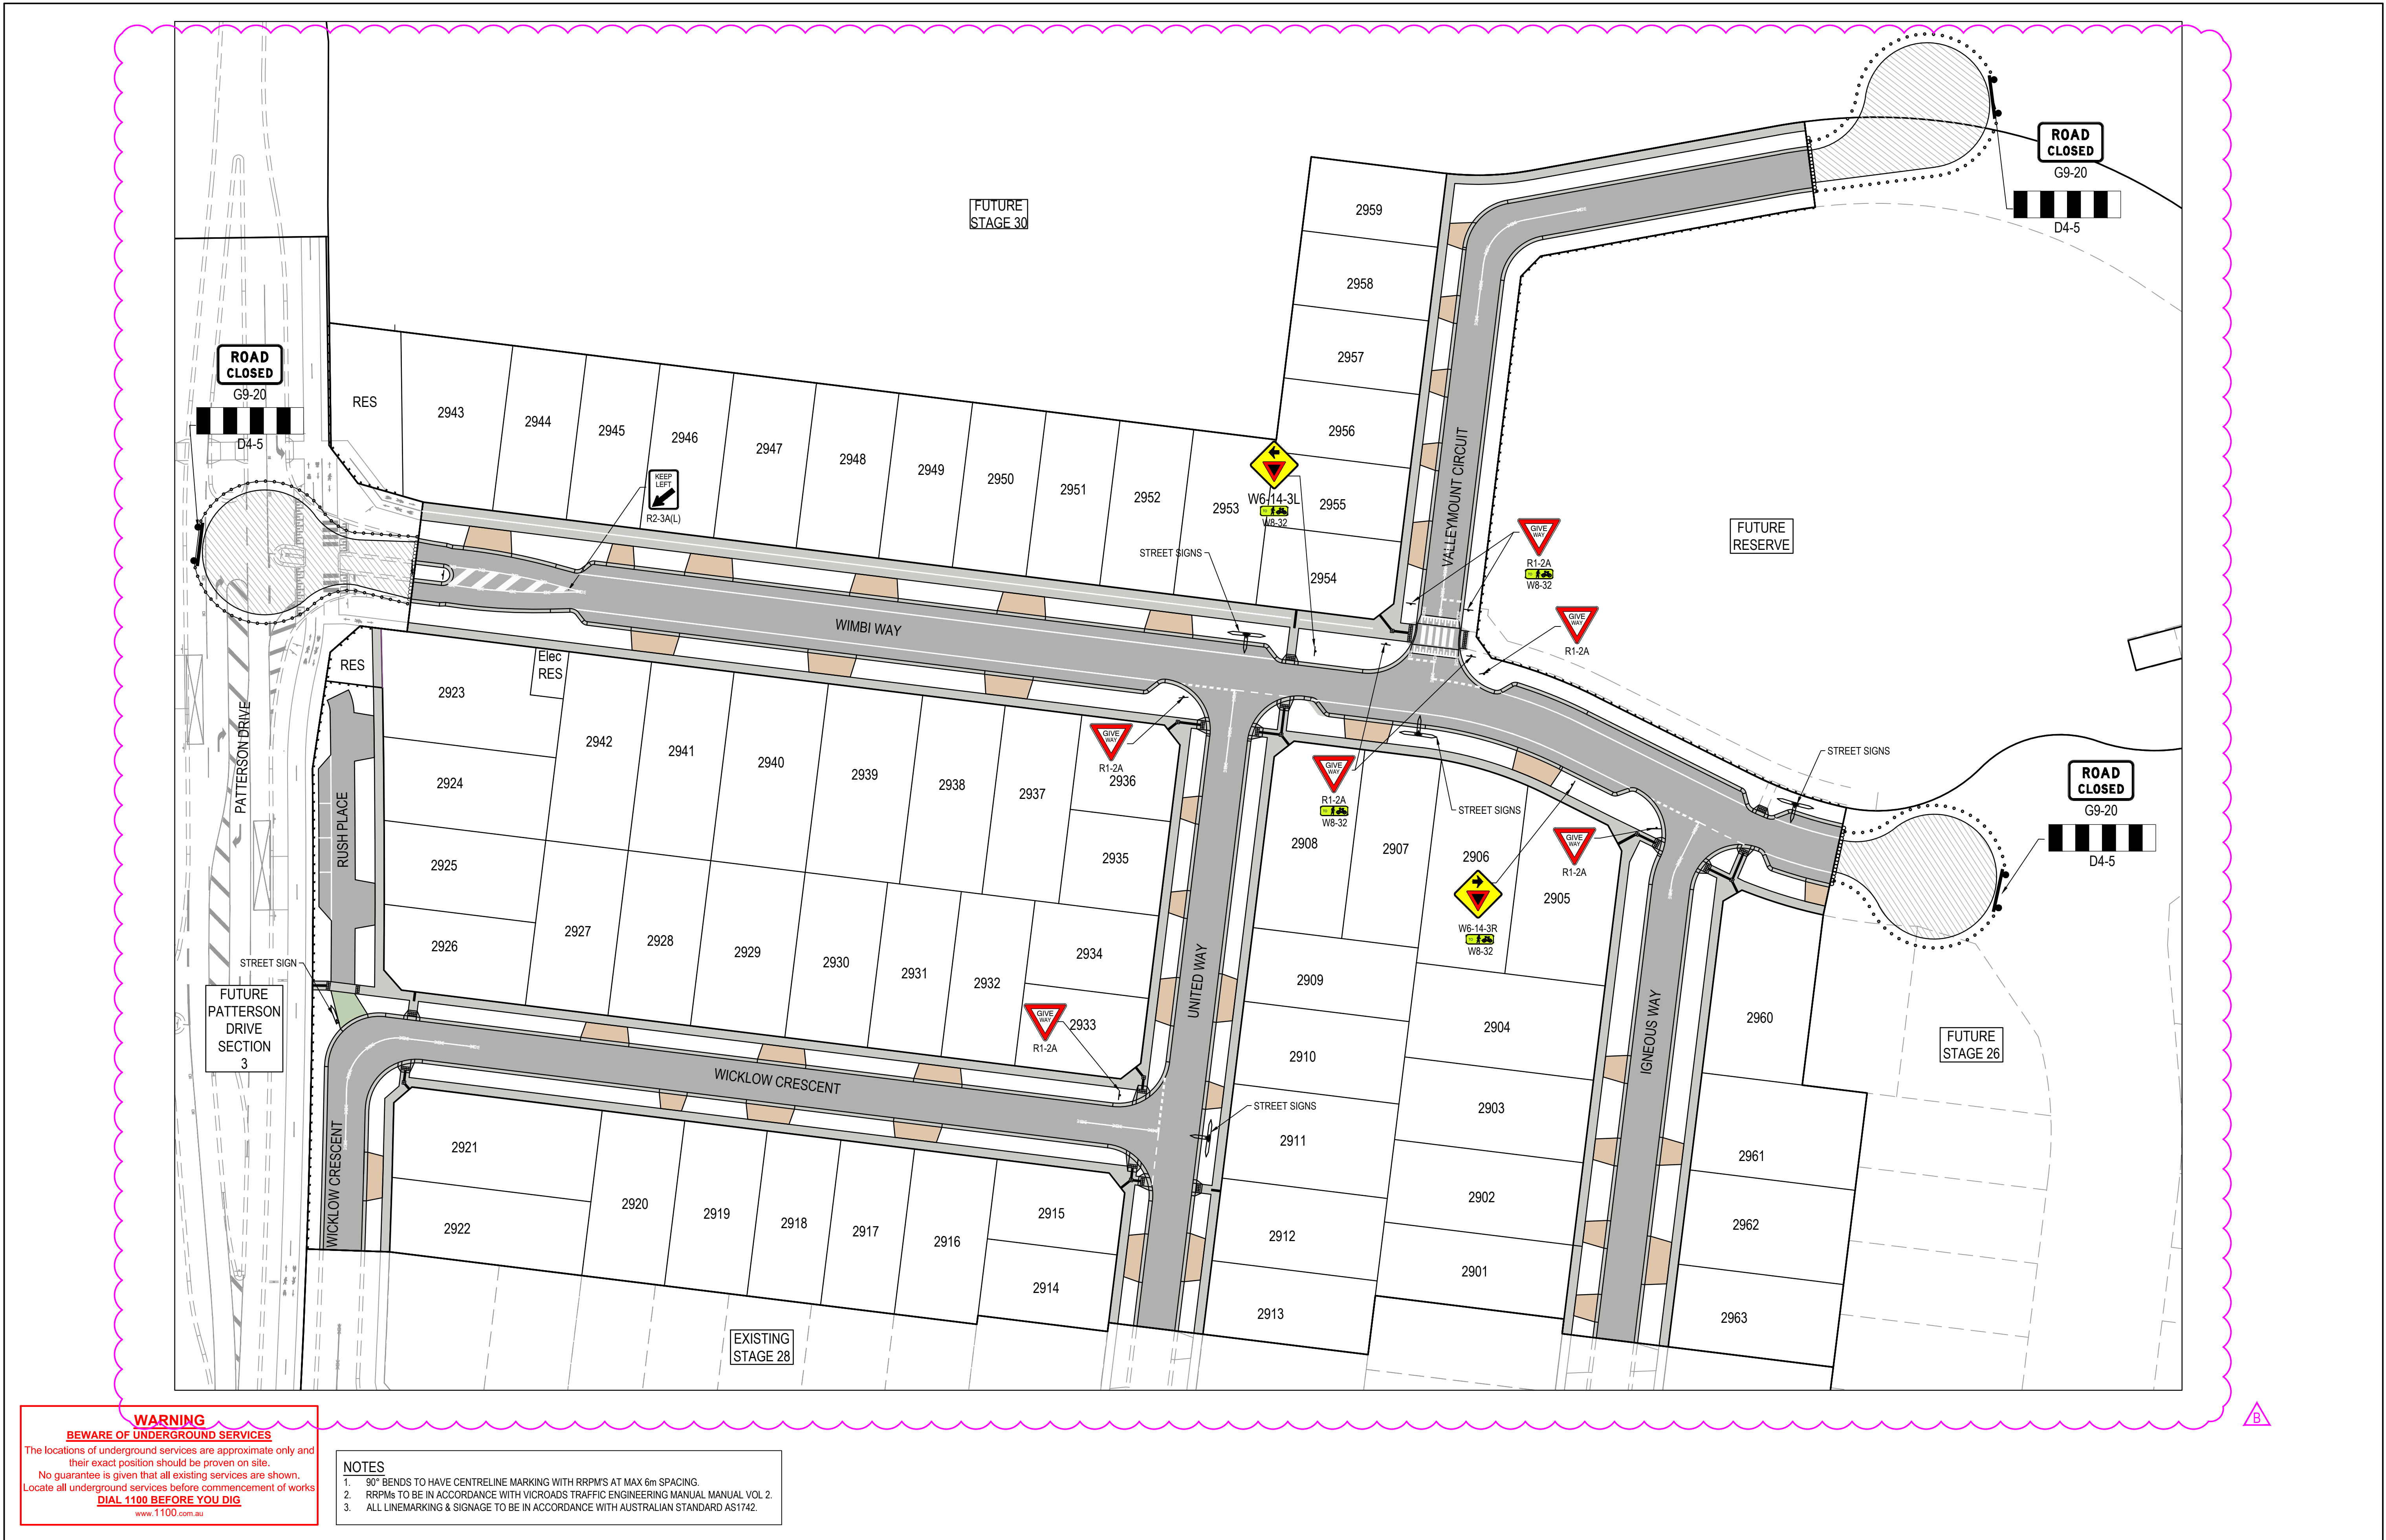 FUTURE
STAGE 30
ROAD
CLOSED
G9-20
D4-5
2959
2958
2957
2956
2955
2954
VALLEYMOUNT CIRCUIT
FUTURE
RESERVE
ROAD
CLOSED
G9-20
D4-5
RES
2943
2944
2945
2946
2947
2948
2949
2950
2951
2952
2953
KEEP
LEFT
R2-3A(L)
W6-14-3L
W8-32
STREET SIGNS
GIVE
WAY
R1-2A
W8-32
GIVE
WAY
R1-2A
WIMBI WAY
RES
2923
Elec
RES
2942
2941
2940
2939
2938
2937
2936
GIVE
WAY
R1-2A
GIVE
WAY
R1-2A
W8-32
STREET SIGNS
STREET SIGNS
ROAD
CLOSED
G9-20
D4-5
PATTERSON DRIVE
RUSH PLACE
2924
2925
2926
2927
2928
2929
2930
2931
2932
2935
2934
2933
GIVE
WAY
R1-2A
UNITED WAY
2908
2907
2906
2905
GIVE
WAY
R1-2A
W6-14-3R
W8-32
STREET SIGN
FUTURE
PATTERSON
DRIVE
SECTION
3
WICKLOW CRESCENT
WICKLOW CRESCENT
STREET SIGNS
2909
2910
2911
2912
2913
2904
2903
2902
2901
IGNEOUS WAY
2960
2961
2962
2963
FUTURE
STAGE 26
2921
2922
2920
2919
2918
2917
2916
2915
2914
EXISTING
STAGE 28
B
WARNING
BEWARE OF UNDERGROUND SERVICES
The locations of underground services are approximate only and
their exact position should be proven on site.
No guarantee is given that all existing services are shown.
Locate all underground services before commencement of works
DIAL 1100 BEFORE YOU DIG
www.1100.com.au
NOTES
1. 90° BENDS TO HAVE CENTRELINE MARKING WITH RRPM'S AT MAX 6m SPACING.
2. RRPMs TO BE IN ACCORDANCE WITH VICROADS TRAFFIC ENGINEERING MANUAL MANUAL VOL 2.
3. ALL LINEMARKING & SIGNAGE TO BE IN ACCORDANCE WITH AUSTRALIAN STANDARD AS1742.